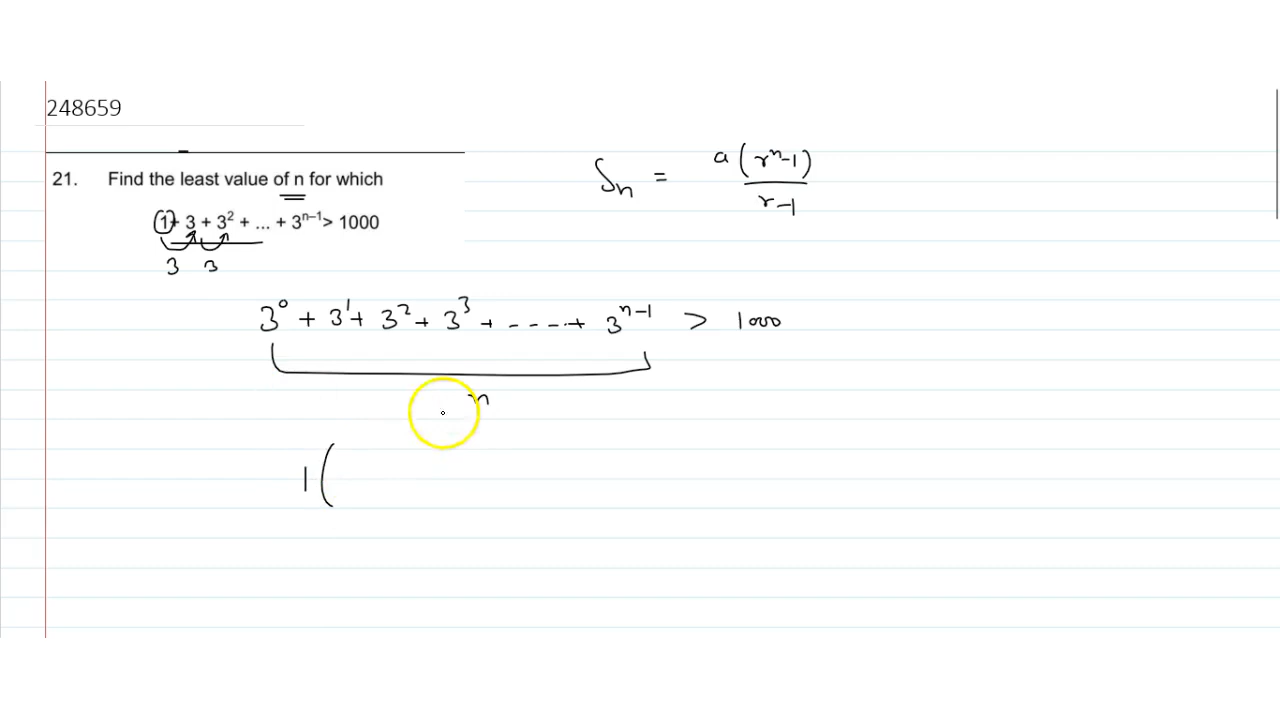 248659
21. Find the least value of n for which
1+ 3 + 3² + ... + 3ⁿ⁻¹> 1000
3 3
Sₙ = a(rⁿ-1)
r-1
3⁰ + 3¹ + 3² + 3³ + ----+ 3ⁿ⁻¹ > 1000
n
1(